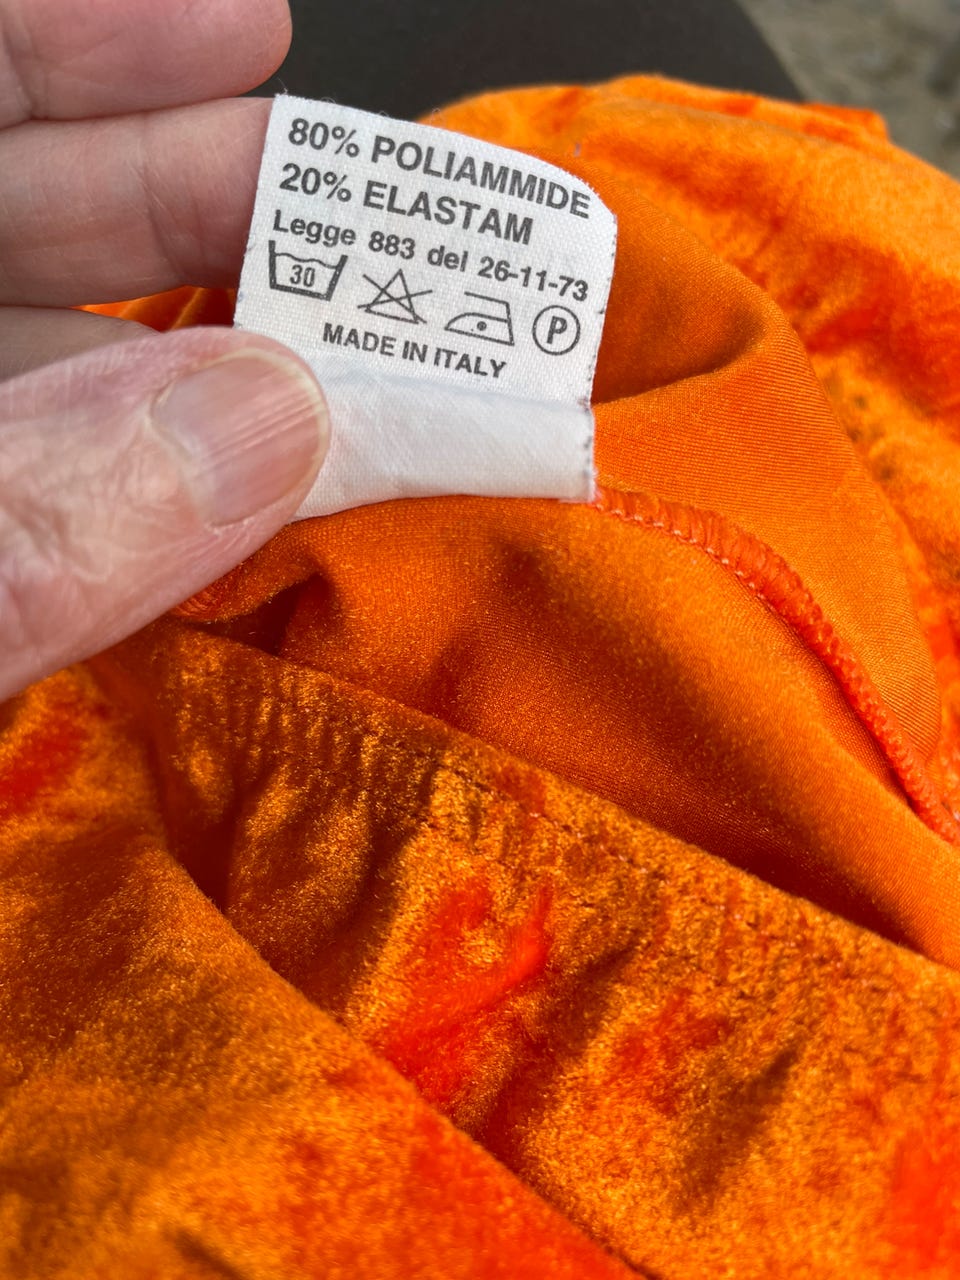 80% POLIAMMIDE
20% ELASTAM
Legge 883 del 26-11-73
30 P
MADE IN ITALY